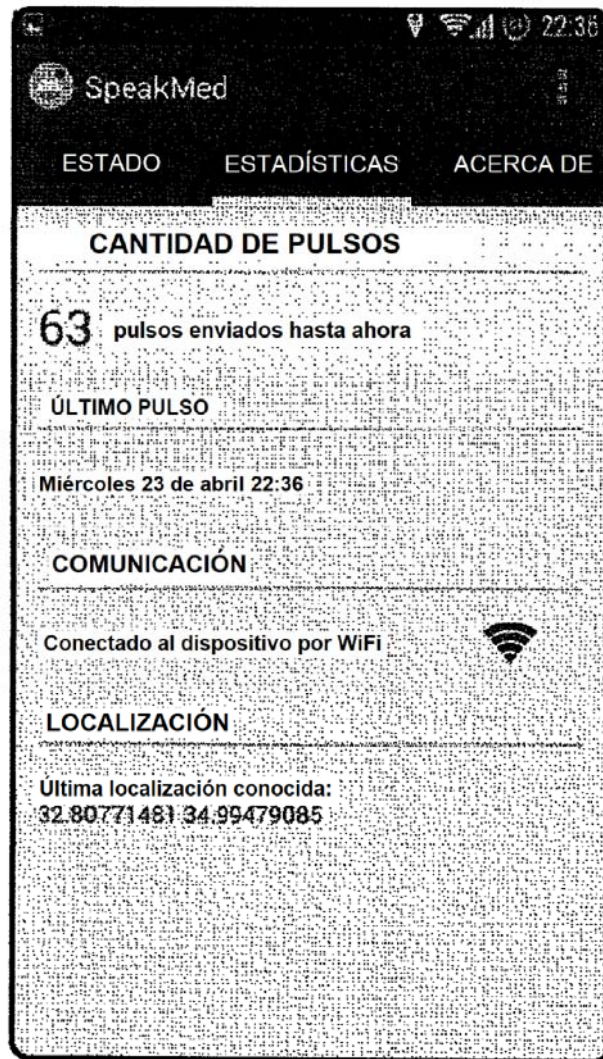 22:36
SpeakMed
ESTADO ESTADÍSTICAS ACERCA DE
CANTIDAD DE PULSOS
63 pulsos enviados hasta ahora
ÚLTIMO PULSO
Miércoles 23 de abril 22:36
COMUNICACIÓN
Conectado al dispositivo por WiFi
LOCALIZACIÓN
Última localización conocida:
32.80771481 34.99479085